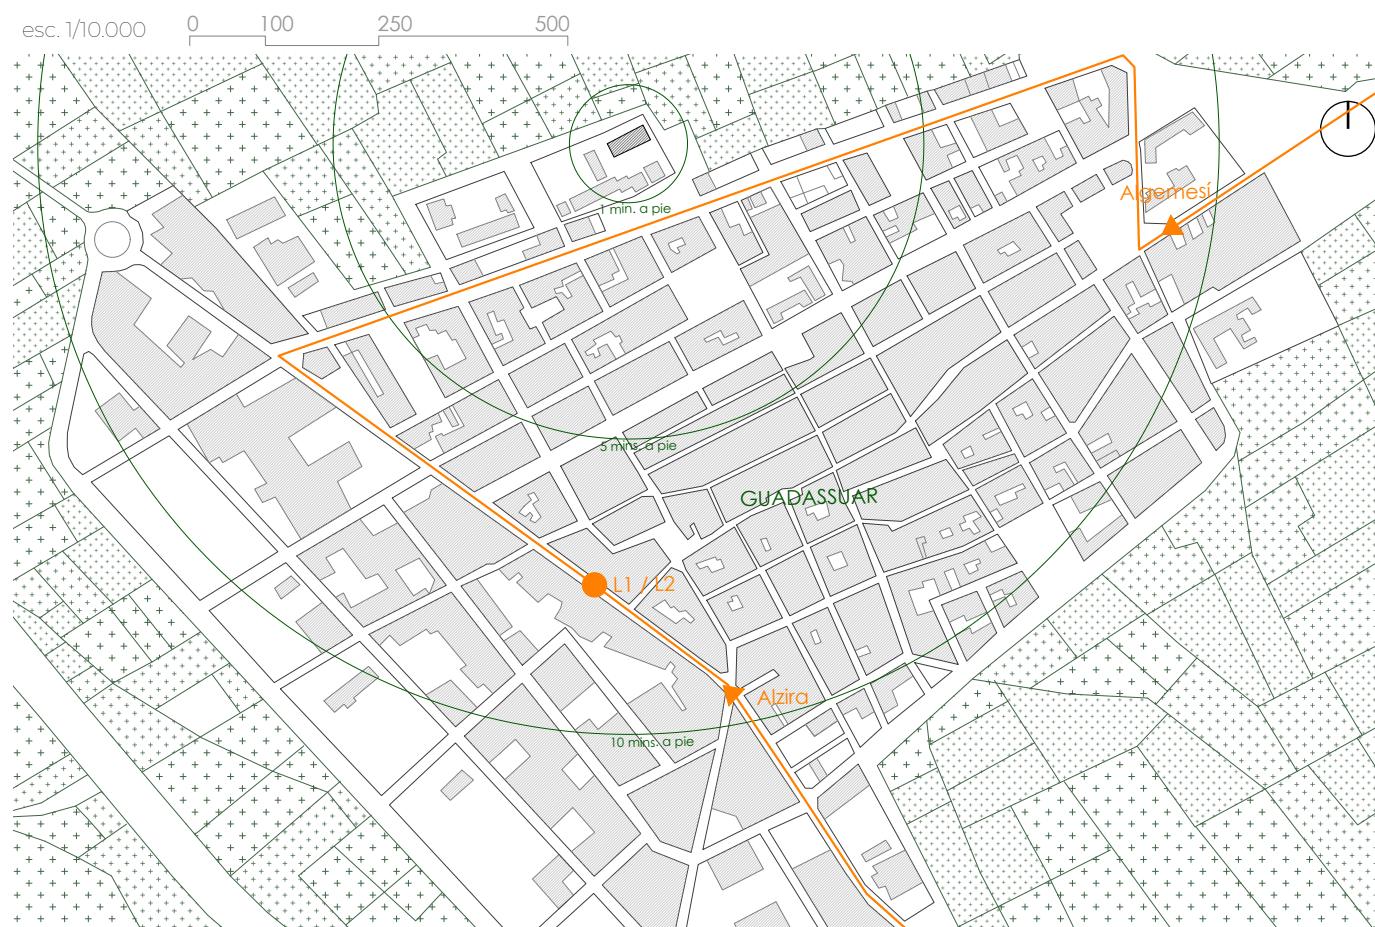 esc. 1/10.000
0 100 250 500
Algemesí
1 min. a pie
5 mins. a pie
GUADASSUAR
L1 / L2
Alzira
10 mins. a pie